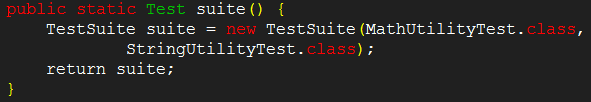 public static Test suite() {
    TestSuite suite = new TestSuite(MathUtilityTest.class,
            StringUtilityTest.class);
    return suite;
}